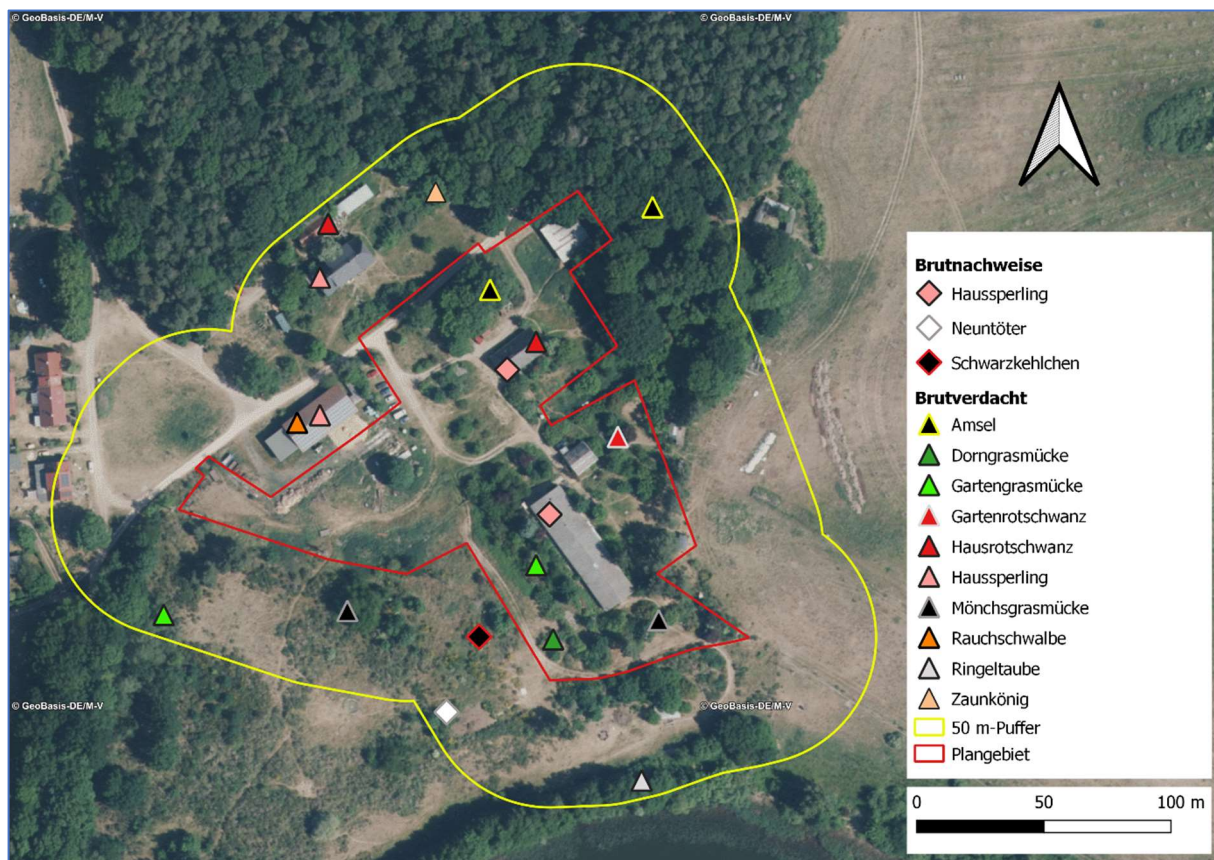 © GeoBasis-DE/M-V
© GeoBasis-DE/M-V
Brutnachweise
Haussperling
Neuntöter
Schwarzkehlchen
Brutverdacht
Amsel
Dorngrasmücke
Gartengrasmücke
Gartenrotschwanz
Hausrotschwanz
Haussperling
Mönchsgrasmücke
Rauchschwalbe
Ringeltaube
Zaunkönig
50 m-Puffer
Plangebiet
© GeoBasis-DE/M-V
© GeoBasis-DE/M-V
0 50 100 m